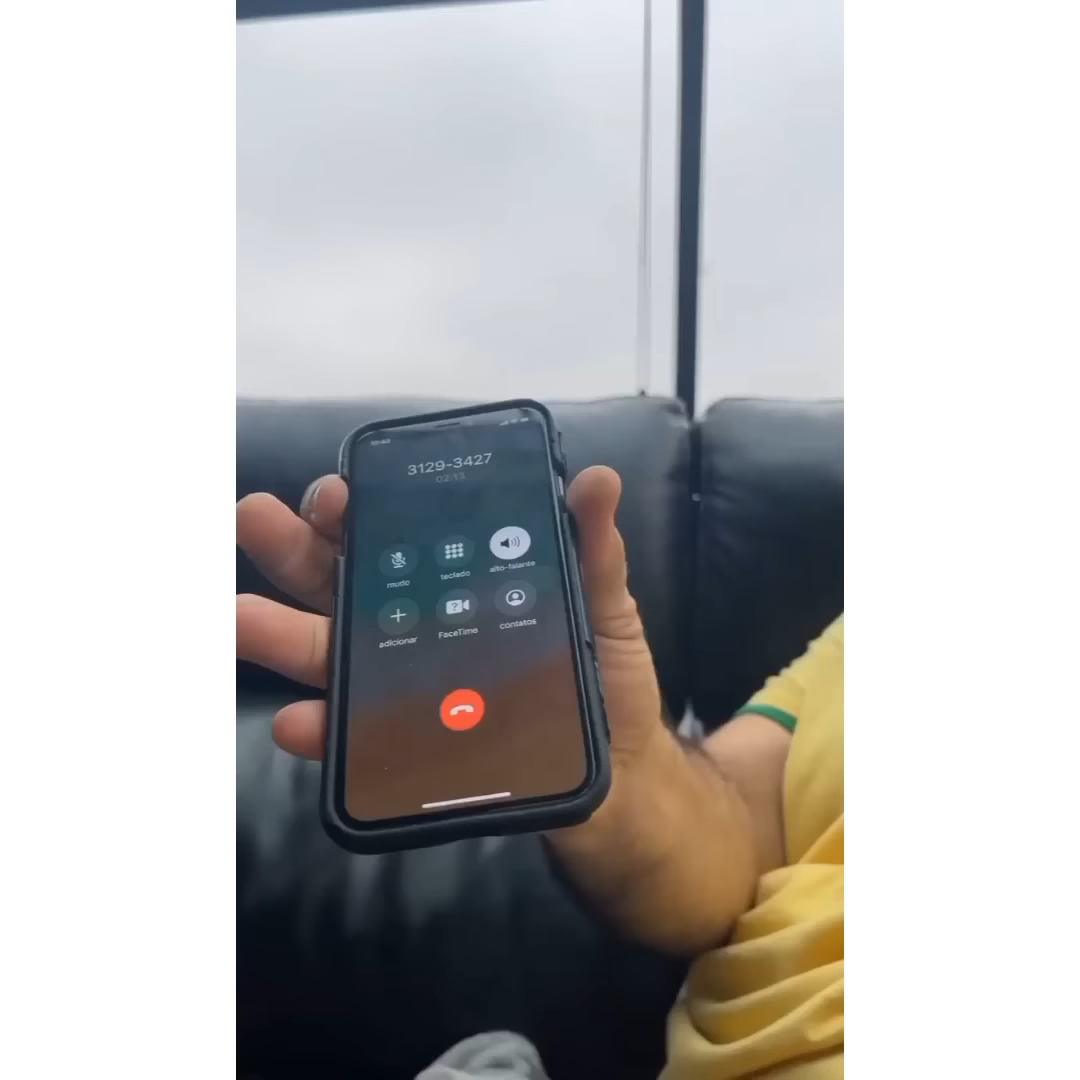 3129-3427
02:13
mudo
teclado
alto-falante
adicionar
FaceTime
contatos